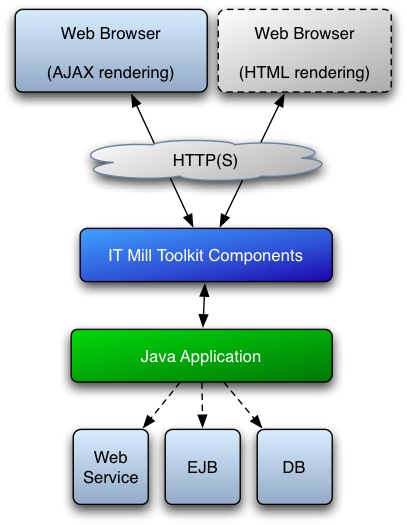 Web Browser
(AJAX rendering)
Web Browser
(HTML rendering)
HTTP(S)
IT Mill Toolkit Components
Java Application
Web
Service
EJB
DB